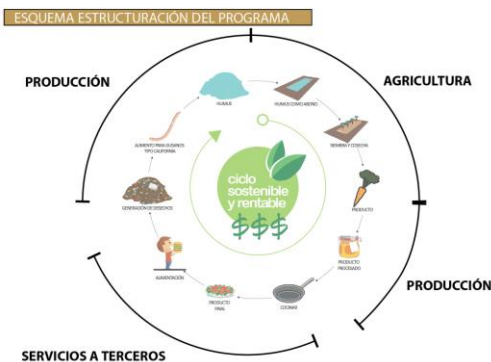 ESQUEMA ESTRUCTURACIÓN DEL PROGRAMA
PRODUCCIÓN
AGRICULTURA
HUMUS
HUMUS COMO ABONO
ALIMENTO PARA GUSANOS
TIPO CALIFORNIA
SIEMBRA Y COSECHA
ciclo
sostenible
y rentable
$$$
GENERACIÓN DE DESECHOS
PRODUCTO
PRODUCTO
PROCESADO
ALIMENTACIÓN
PRODUCTO
FINAL
COCINAR
PRODUCCIÓN
SERVICIOS A TERCEROS